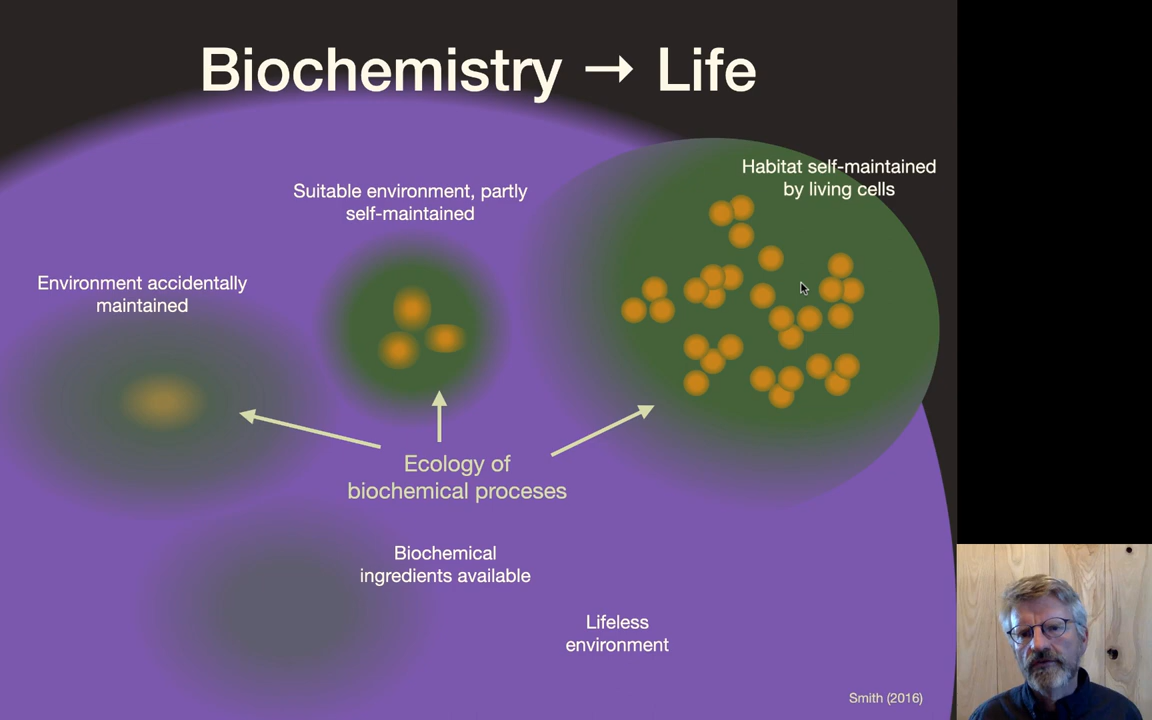 Biochemistry → Life
Habitat self-maintained
by living cells
Suitable environment, partly
self-maintained
Environment accidentally
maintained
Ecology of
biochemical proceses
Biochemical
ingredients available
Lifeless
environment
Smith (2016)